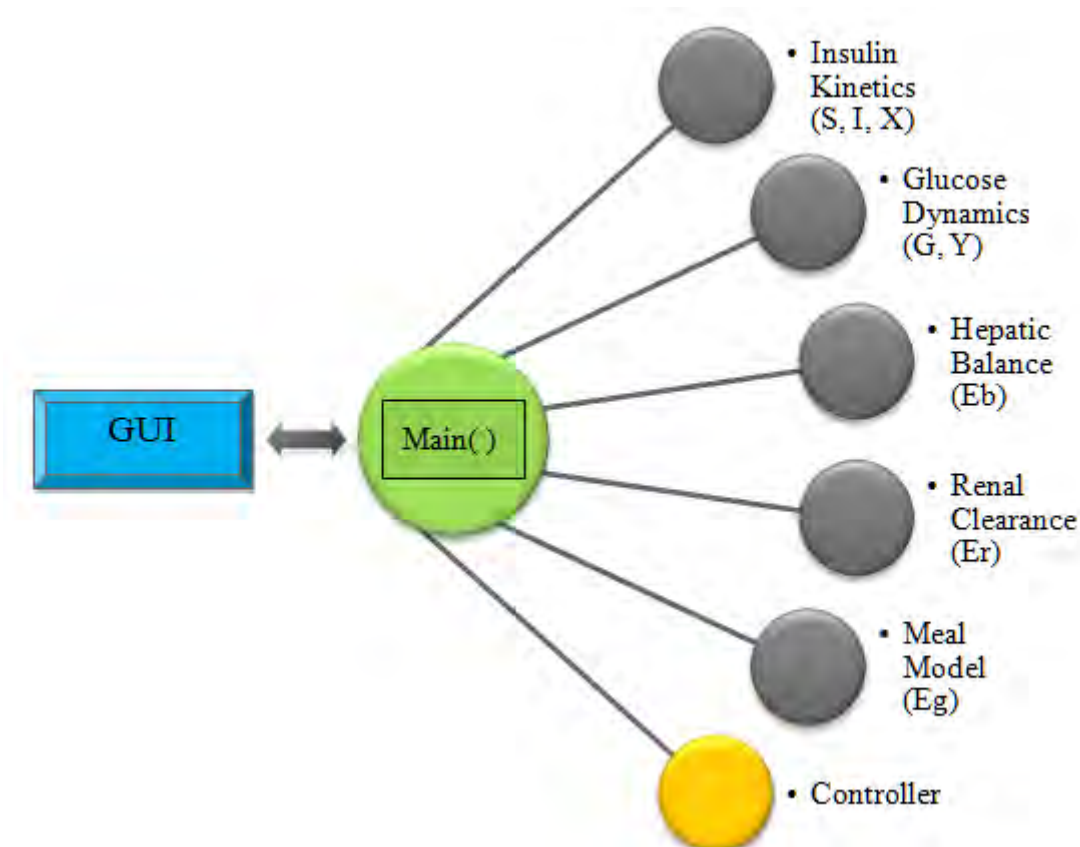 • Insulin
Kinetics
(S, I, X)
• Glucose
Dynamics
(G, Y)
• Hepatic
Balance
(Eb)
GUI
Main( )
• Renal
Clearance
(Er)
• Meal
Model
(Eg)
• Controller